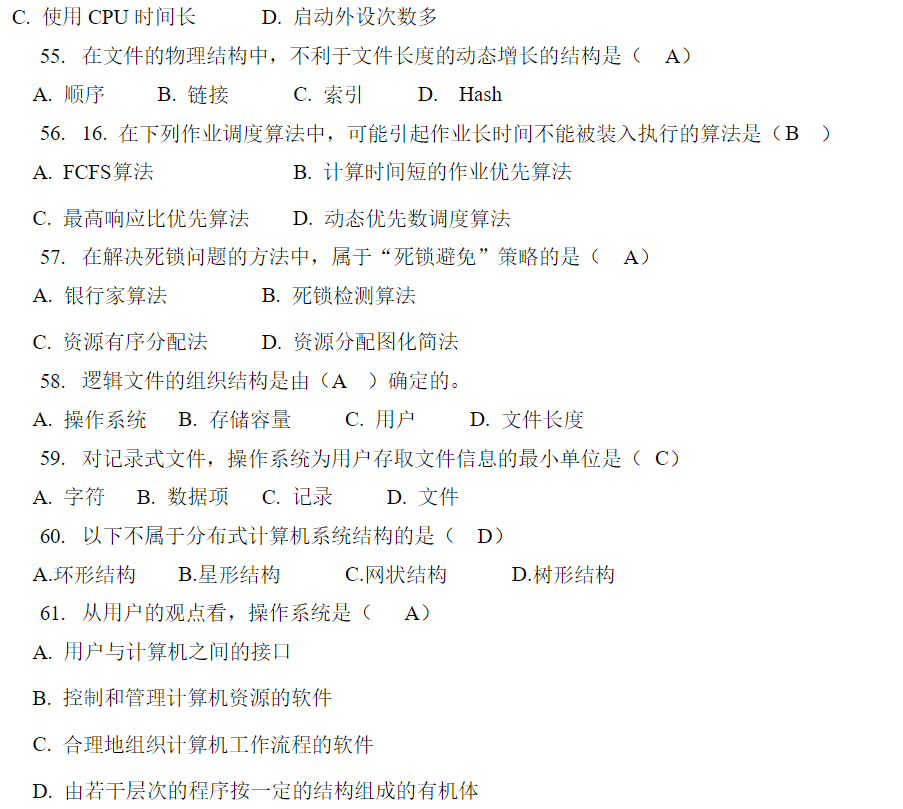 C. 使用 CPU 时间长 D. 启动外设次数多
55. 在文件的物理结构中，不利于文件长度的动态增长的结构是（ A）
A. 顺序 B. 链接 C. 索引 D. Hash
56. 16. 在下列作业调度算法中，可能引起作业长时间不能被装入执行的算法是（B ）
A. FCFS算法 B. 计算时间短的作业优先算法
C. 最高响应比优先算法 D. 动态优先数调度算法
57. 在解决死锁问题的方法中，属于“死锁避免”策略的是（ A）
A. 银行家算法 B. 死锁检测算法
C. 资源有序分配法 D. 资源分配图化简法
58. 逻辑文件的组织结构是由（A ）确定的。
A. 操作系统 B. 存储容量 C. 用户 D. 文件长度
59. 对记录式文件，操作系统为用户存取文件信息的最小单位是（ C）
A. 字符 B. 数据项 C. 记录 D. 文件
60. 以下不属于分布式计算机系统结构的是（ D）
A.环形结构 B.星形结构 C.网状结构 D.树形结构
61. 从用户的观点看，操作系统是（ A）
A. 用户与计算机之间的接口
B. 控制和管理计算机资源的软件
C. 合理地组织计算机工作流程的软件
D. 由若干层次的程序按一定的结构组成的有机体